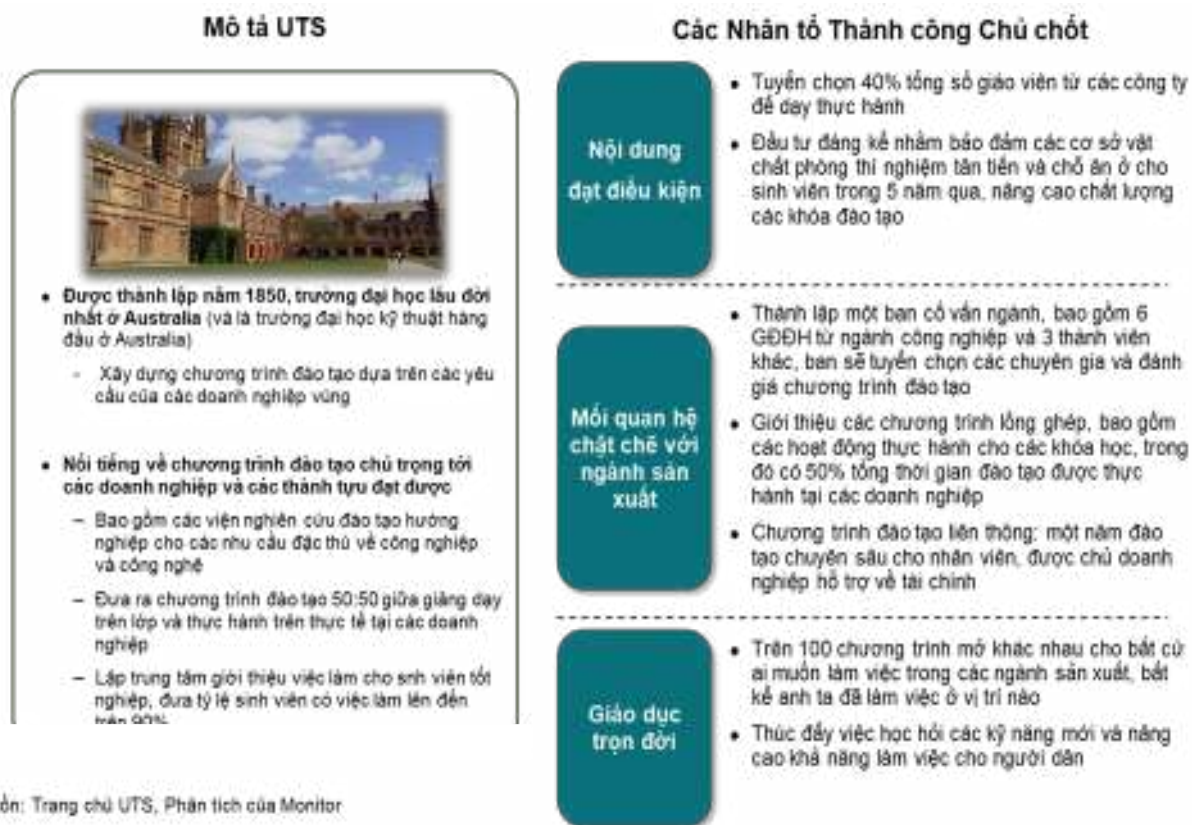 Mô tả UTS
• Được thành lập năm 1850, trường đại học lâu đời
nhất ở Australia (và là trường đại học kỹ thuật hàng
đầu ở Australia)
- Xây dựng chương trình đào tạo dựa trên các yêu
cầu của các doanh nghiệp vùng
• Nổi tiếng về chương trình đào tạo chú trọng tới
các doanh nghiệp và các thành tựu đạt được
– Bao gồm các viện nghiên cứu đào tạo hướng
nghiệp cho các nhu cầu đặc thù về công nghiệp
và công nghệ
– Đưa ra chương trình đào tạo 50:50 giữa giảng dạy
trên lớp và thực hành trên thực tế tại các doanh
nghiệp
– Lập trung tâm giới thiệu việc làm cho snh viên tốt
nghiệp, đưa tỷ lệ sinh viên có việc làm lên đến
trên 90%
Các Nhân tố Thành công Chủ chốt
Nội dung
đạt điều kiện
• Tuyển chọn 40% tổng số giáo viên từ các công ty
để dạy thực hành
• Đầu tư đáng kể nhằm bảo đảm các cơ sở vật
chất phòng thí nghiệm tân tiến và chỗ ăn ở cho
sinh viên trong 5 năm qua, nâng cao chất lượng
các khóa đào tạo
Mối quan hệ
chặt chẽ với
ngành sản
xuất
• Thành lập một ban cố vấn ngành, bao gồm 6
GĐĐH từ ngành công nghiệp và 3 thành viên
khác, ban sẽ tuyển chọn các chuyên gia và đánh
giá chương trình đào tạo
• Giới thiệu các chương trình lồng ghép, bao gồm
các hoạt động thực hành cho các khóa học, trong
đó có 50% tổng thời gian đào tạo được thực
hành tại các doanh nghiệp
• Chương trình đào tạo liên thông: một năm đào
tạo chuyên sâu cho nhân viên, được chủ doanh
nghiệp hỗ trợ về tài chính
Giáo dục
trọn đời
• Trên 100 chương trình mở khác nhau cho bất cứ
ai muốn làm việc trong các ngành sản xuất, bất
kể anh ta đã làm việc ở vị trí nào
• Thúc đẩy việc học hỏi các kỹ năng mới và nâng
cao khả năng làm việc cho người dân
ồn: Trang chủ UTS, Phân tích của Monitor